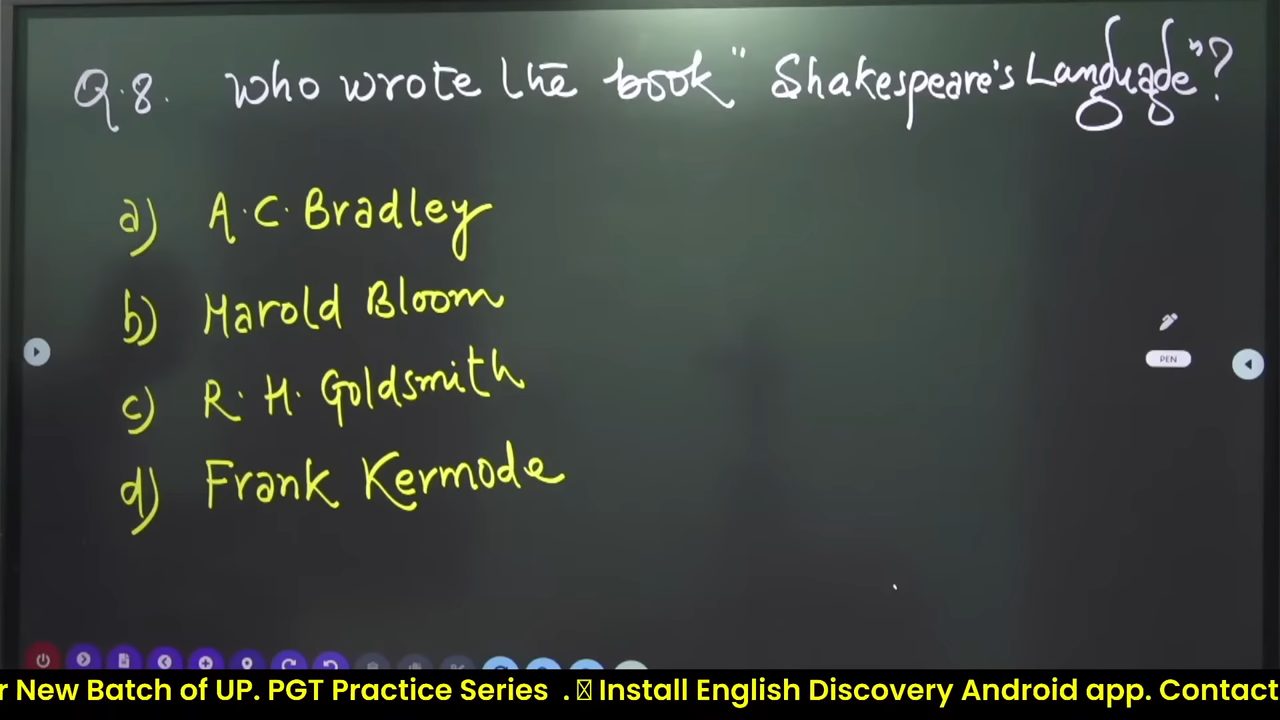 Q.8. Who wrote the book "Shakespeare's Language"?
a) A.C. Bradley
b) Harold Bloom
c) R. H. Goldsmith
d) Frank Kermode
PEN
r New Batch of UP. PGT Practice Series . Install English Discovery Android app. Contact